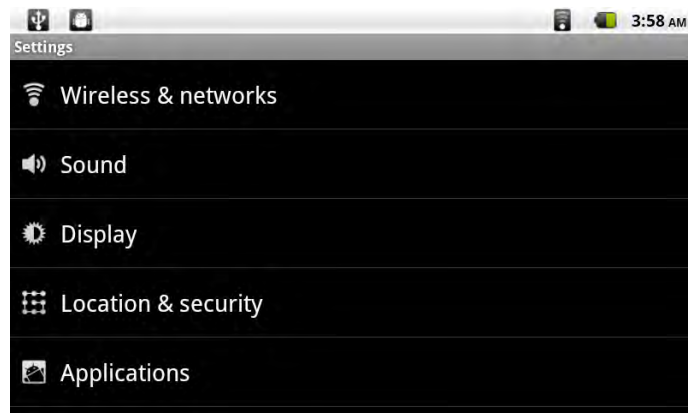 3:58 AM
Settings
Wireless & networks
Sound
Display
Location & security
Applications